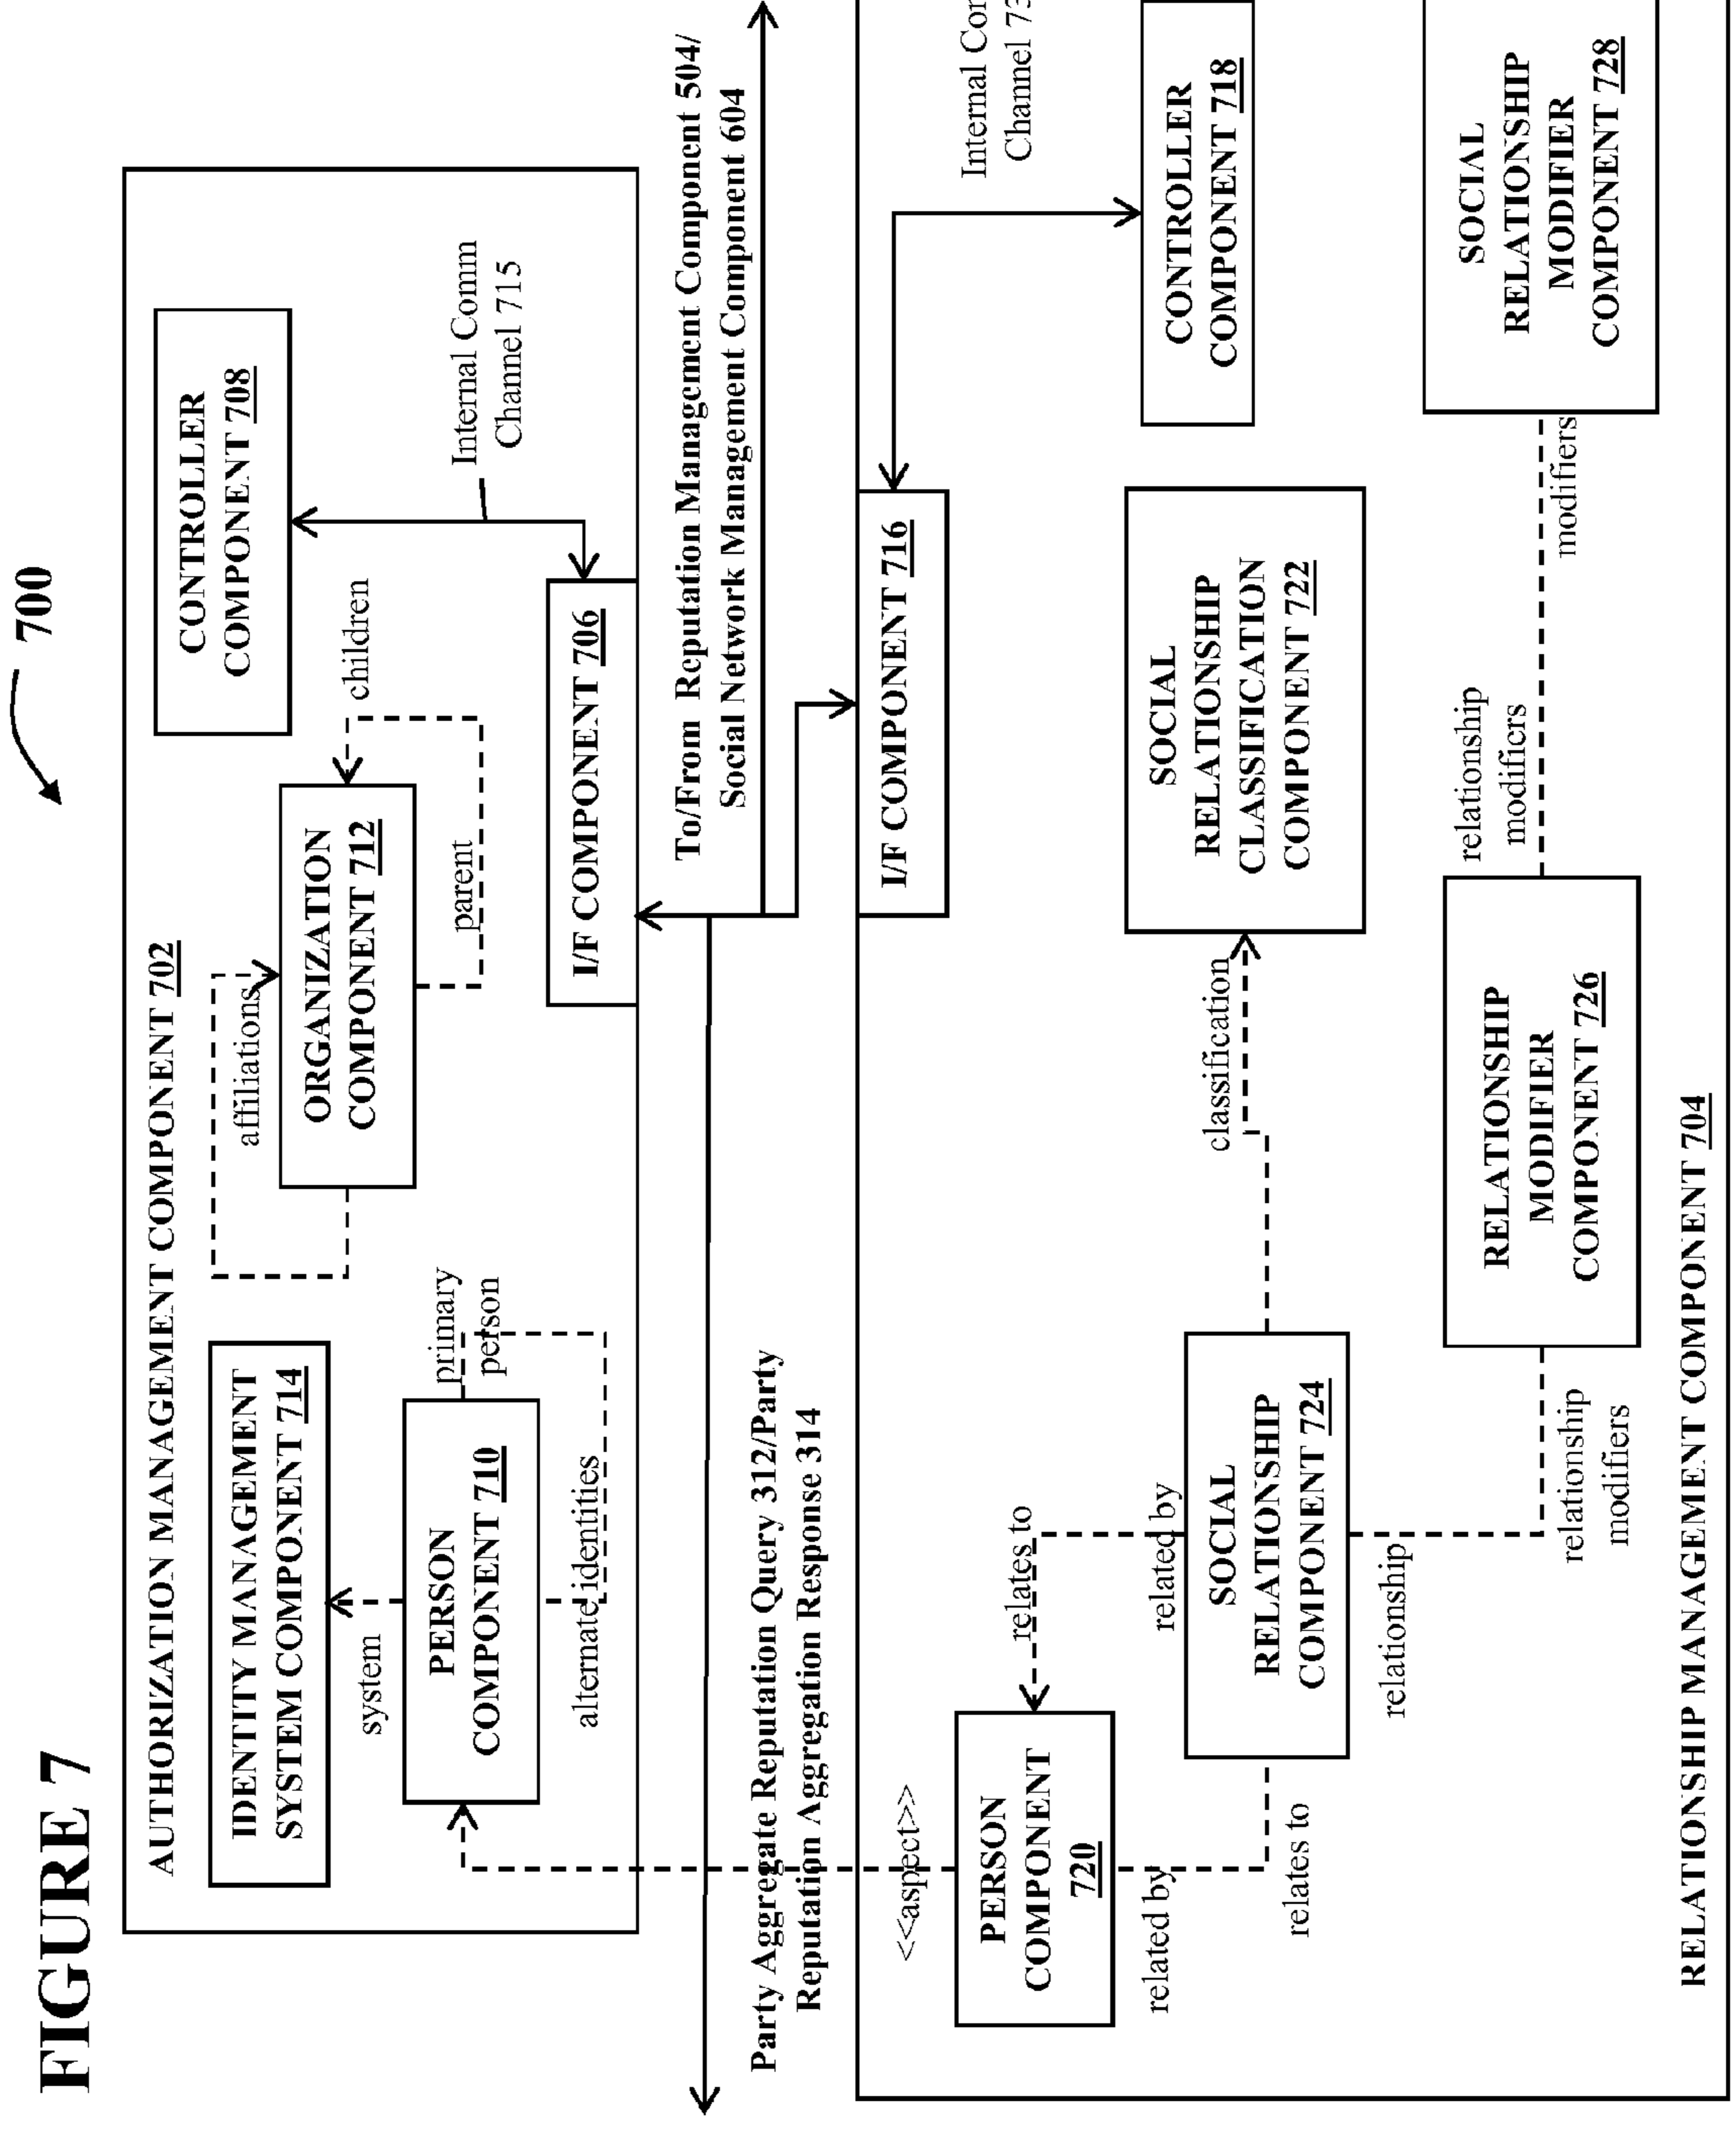 FIGURE 7
700
AUTHORIZATION MANAGEMENT COMPONENT 702
IDENTITY MANAGEMENT
SYSTEM COMPONENT 714
system
PERSON
COMPONENT 710
primary
person
alternate identities
affiliations
ORGANIZATION
COMPONENT 712
parent
children
CONTROLLER
COMPONENT 708
Internal Comm
Channel 715
I/F COMPONENT 706
To/From Reputation Management Component 504/
Social Network Management Component 604
Party Aggregate Reputation Query 312/Party
Reputation Aggregation Response 314
<<aspect>>
PERSON
COMPONENT
720
related by
relates to
relates to
related by
SOCIAL
RELATIONSHIP
COMPONENT 724
relationship
classification
SOCIAL
RELATIONSHIP
CLASSIFICATION
COMPONENT 722
I/F COMPONENT 716
Internal
Channel
CONTROLLER
COMPONENT 718
relationship
modifiers
RELATIONSHIP
MODIFIER
COMPONENT 726
relationship
modifiers
modifiers
SOCIAL
RELATIONSHIP
MODIFIER
COMPONENT 728
RELATIONSHIP MANAGEMENT COMPONENT 704